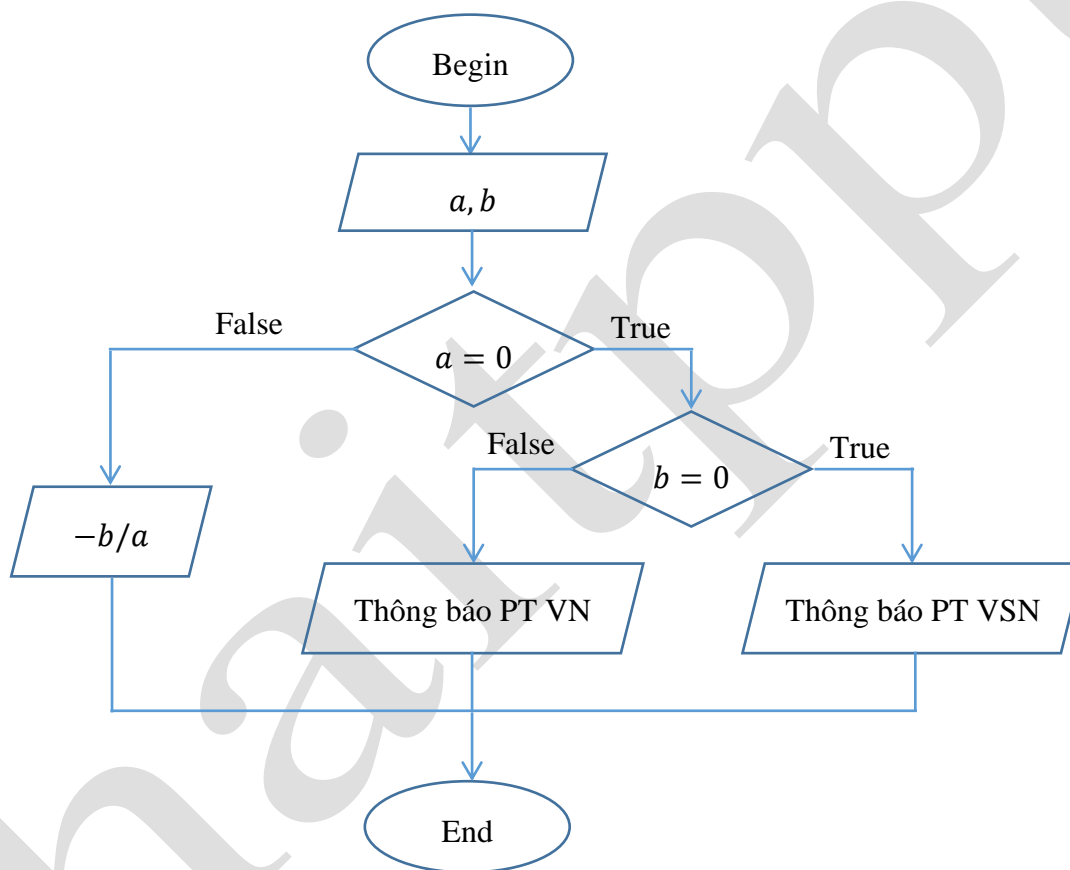 Begin
a, b
False
True
a = 0
False
True
b = 0
−b/a
Thông báo PT VN
Thông báo PT VSN
End